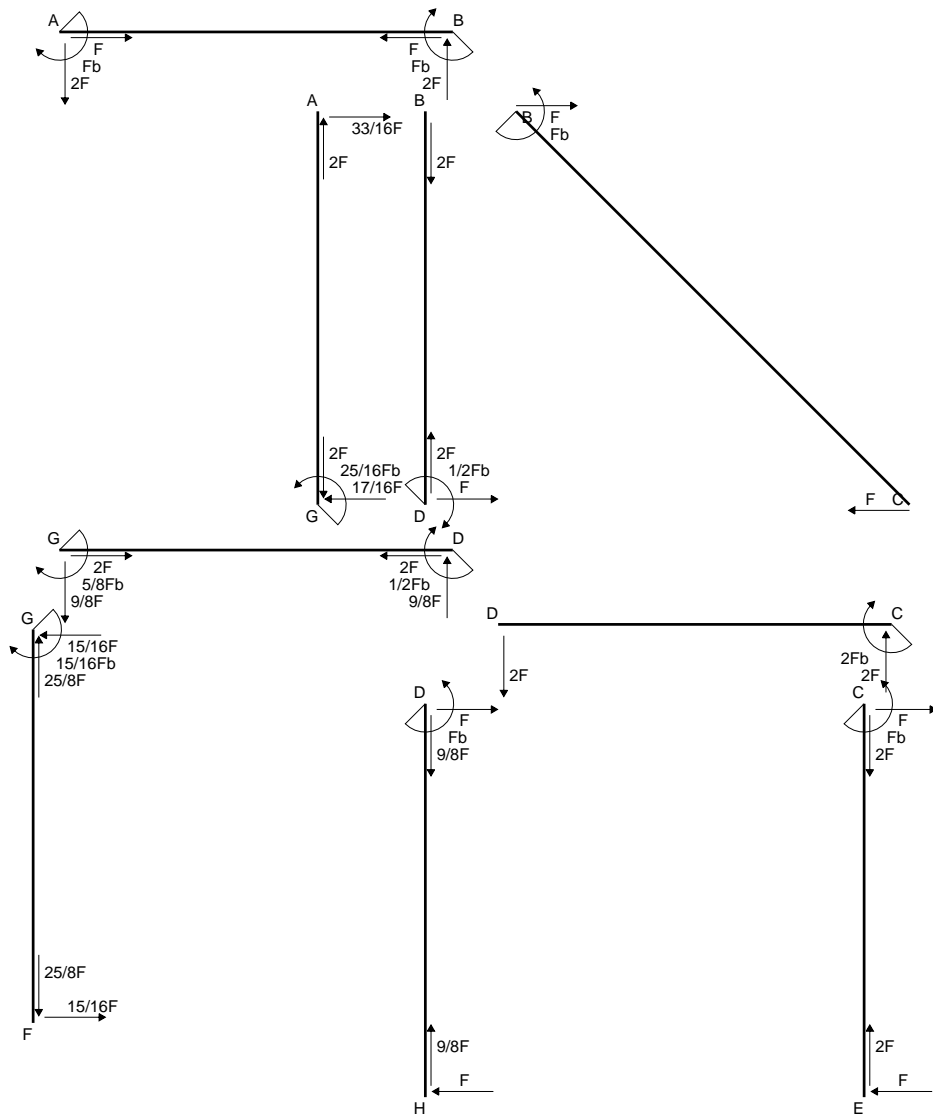 A B
F F
Fb Fb
2F 2F
A B
B F
33/16F Fb
2F 2F
2F 2F
25/16Fb 1/2Fb
17/16F F
F C
G D
G D
2F 2F
5/8Fb 1/2Fb
9/8F 9/8F
G D C
15/16F
15/16Fb 2Fb
25/8F 2F 2F
D C
F F
Fb Fb
9/8F 2F
25/8F
15/16F
F
9/8F 2F
F F
H E